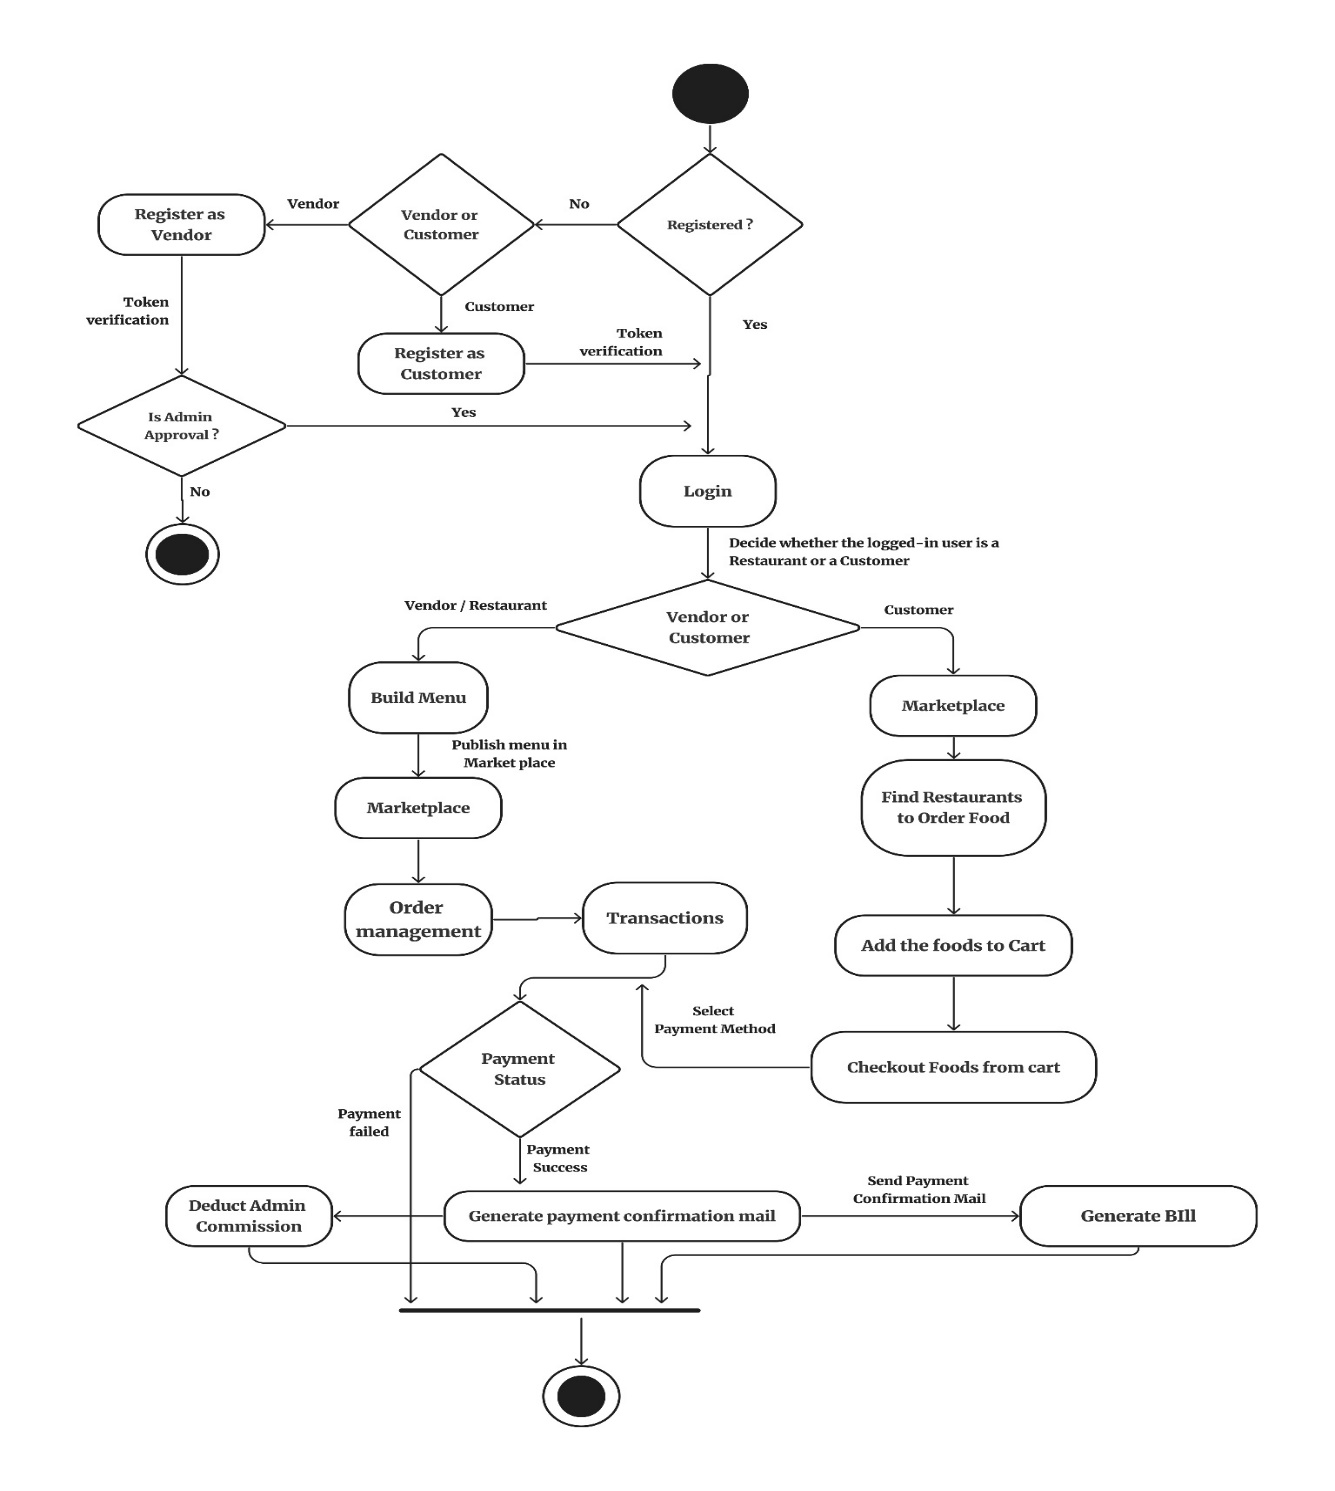 Register as
Vendor
Vendor
Vendor or
Customer
No
Registered ?
Token
verification
Customer
Yes
Register as
Customer
Token
verification
Is Admin
Approval ?
Yes
No
Login
Decide whether the logged-in user is a
Restaurant or a Customer
Vendor / Restaurant
Vendor or
Customer
Customer
Build Menu
Marketplace
Publish menu in
Market place
Marketplace
Find Restaurants
to Order Food
Order
management
Transactions
Add the foods to Cart
Select
Payment Method
Payment
Status
Checkout Foods from cart
Payment
failed
Payment
Success
Send Payment
Confirmation Mail
Deduct Admin
Commission
Generate payment confirmation mail
Generate BIll